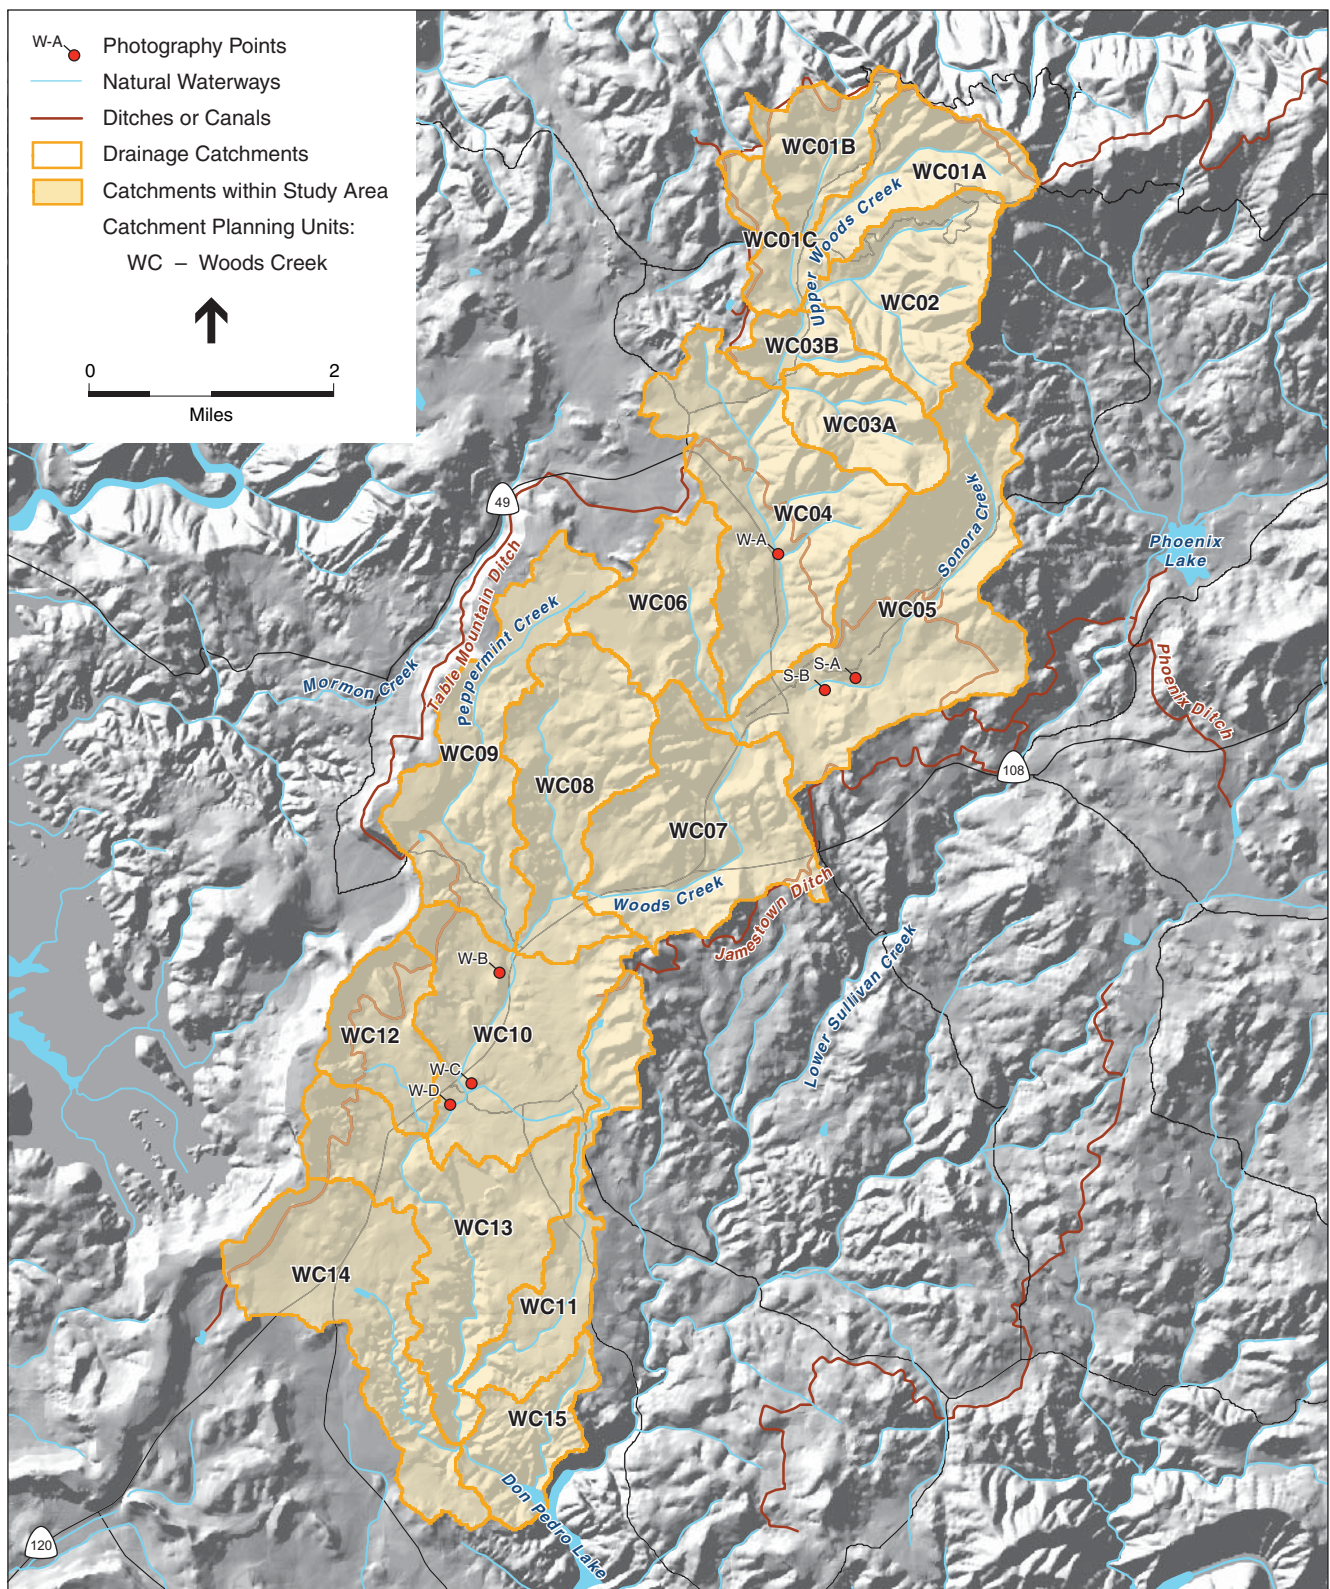 W-A
Photography Points
Natural Waterways
Ditches or Canals
Drainage Catchments
Catchments within Study Area
Catchment Planning Units:
WC – Woods Creek
0 2
Miles
WC01B
WC01A
WC01C
Upper Woods Creek
WC02
WC03B
WC03A
WC04
Sonora Creek
49
W-A
Phoenix
Lake
Table Mountain Ditch
WC06
WC05
Peppermint Creek
Mormon Creek
S-A
S-B
Phoenix Ditch
WC09
108
WC08
WC07
Woods Creek
Jamestown Ditch
W-B
Lower Sullivan Creek
WC12
WC10
W-C
W-D
WC13
WC14
WC11
WC15
Don Pedro Lake
120